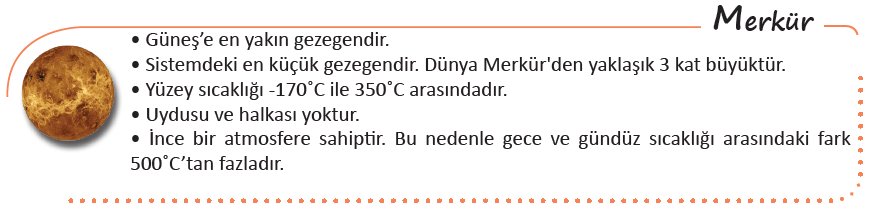 Merkür
• Güneş’e en yakın gezegendir.
• Sistemdeki en küçük gezegendir. Dünya Merkür'den yaklaşık 3 kat büyüktür.
• Yüzey sıcaklığı -170˚C ile 350˚C arasındadır.
• Uydusu ve halkası yoktur.
• İnce bir atmosfere sahiptir. Bu nedenle gece ve gündüz sıcaklığı arasındaki fark
500˚C’tan fazladır.